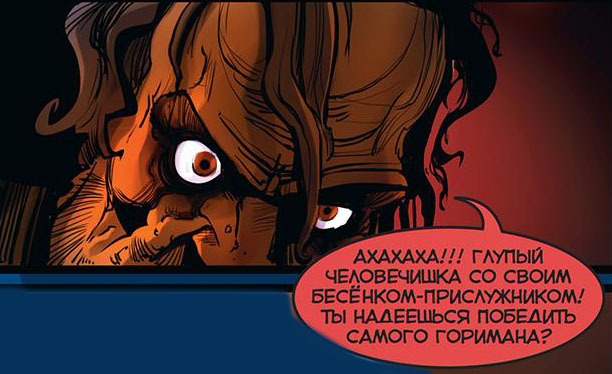 АХАХАХА!!! ГЛУПЫЙ
ЧЕЛОВЕЧИШКА СО СВОИМ
БЕСЁНКОМ-ПРИСЛУЖНИКОМ!
ТЫ НАДЕЕШЬСЯ ПОБЕДИТЬ
САМОГО ГОРИМАНА?